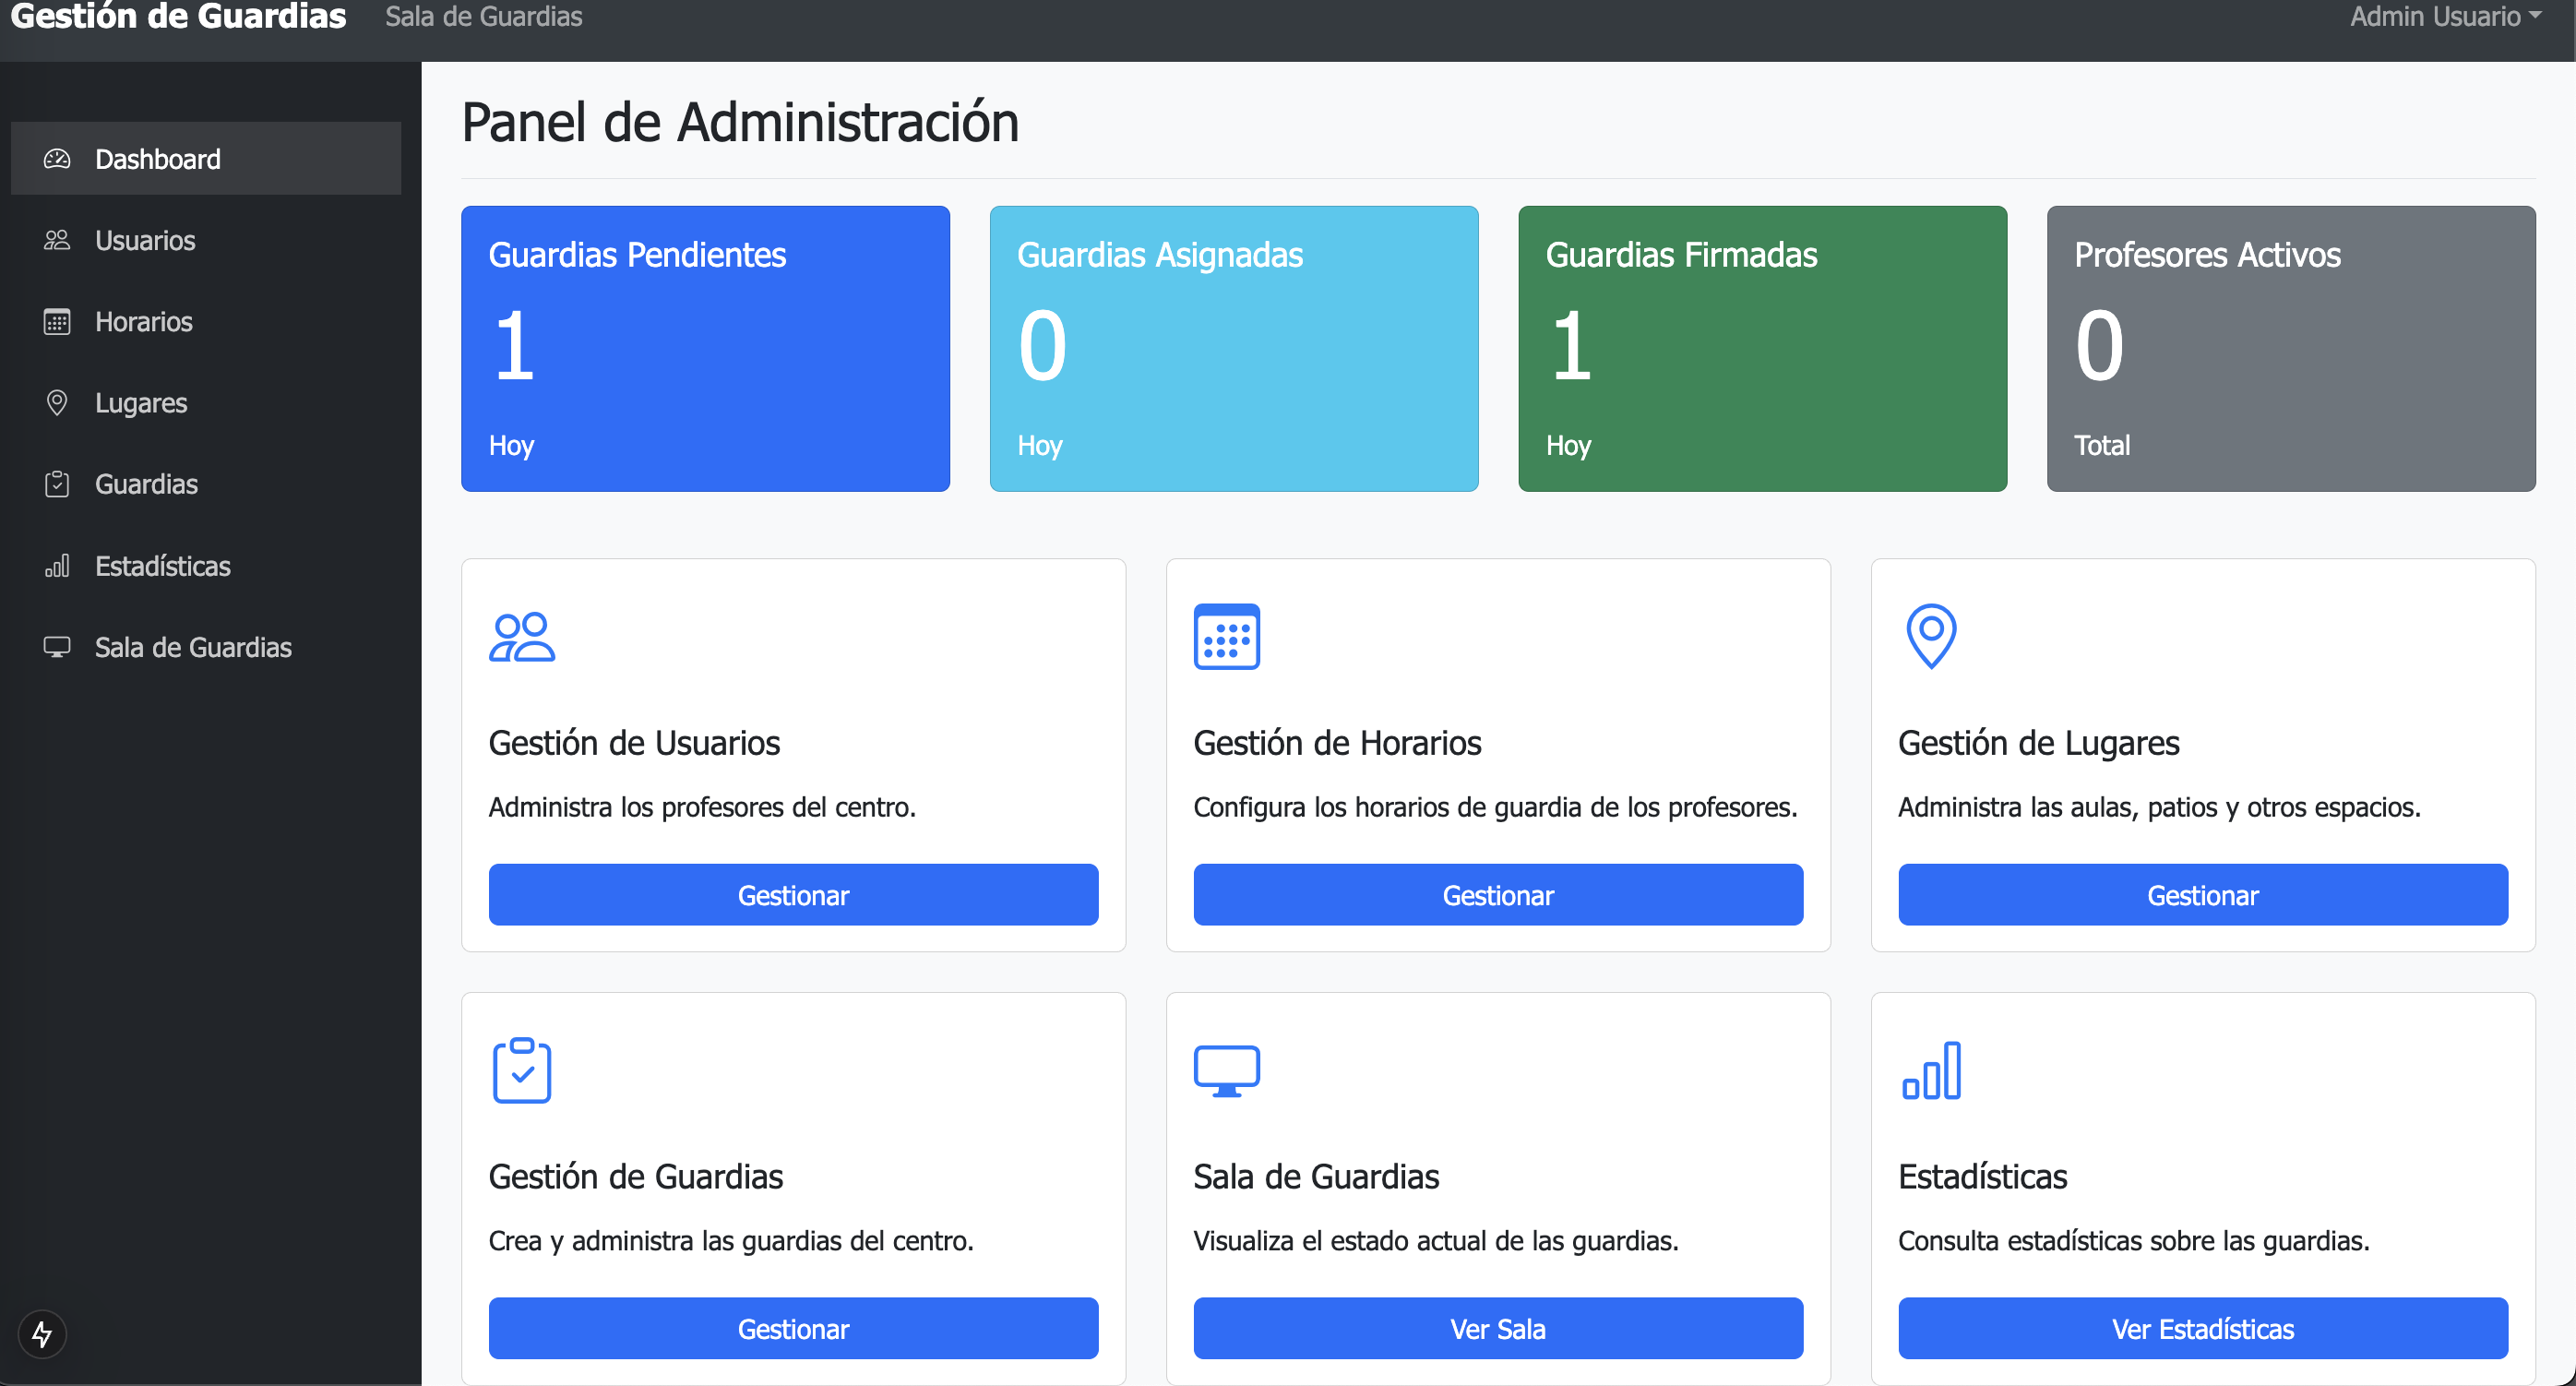 Gestión de Guardias
Sala de Guardias
Admin Usuario
Dashboard
Usuarios
Horarios
Lugares
Guardias
Estadísticas
Sala de Guardias
Panel de Administración
Guardias Pendientes
1
Hoy
Guardias Asignadas
0
Hoy
Guardias Firmadas
1
Hoy
Profesores Activos
0
Total
Gestión de Usuarios
Administra los profesores del centro.
Gestionar
Gestión de Horarios
Configura los horarios de guardia de los profesores.
Gestionar
Gestión de Lugares
Administra las aulas, patios y otros espacios.
Gestionar
Gestión de Guardias
Crea y administra las guardias del centro.
Gestionar
Sala de Guardias
Visualiza el estado actual de las guardias.
Ver Sala
Estadísticas
Consulta estadísticas sobre las guardias.
Ver Estadísticas